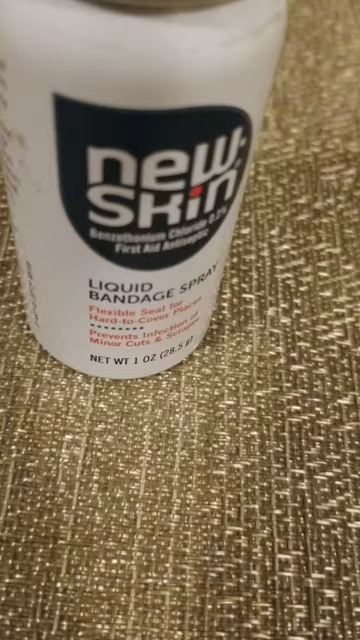 new-
skin
Benzethonium Chloride 0.2%
First Aid Antiseptic
LIQUID
BANDAGE SPRAY
Flexible Seal for
Hard-to-Cover Places
Prevents Infection of
Minor Cuts & Scrapes
NET WT 1 OZ (28.5 g)